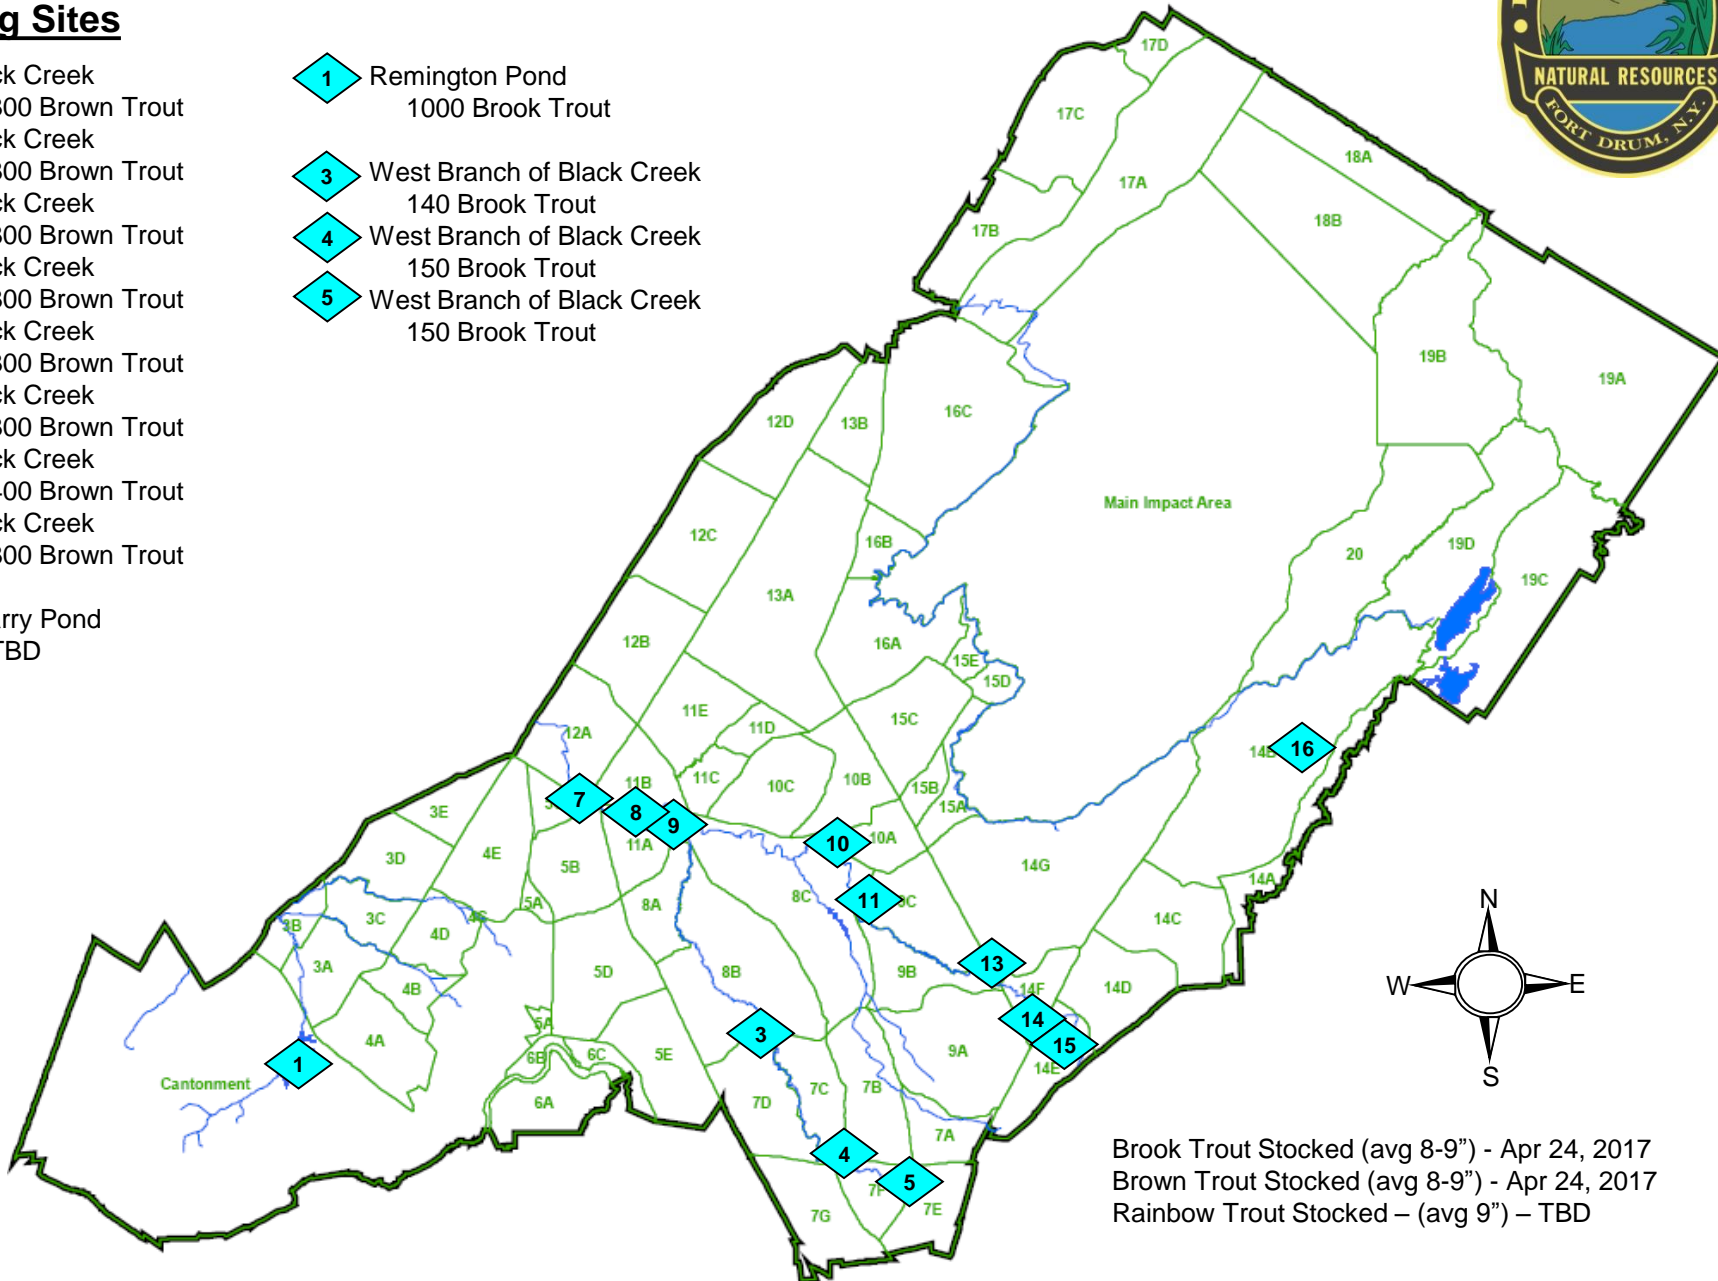 g Sites
ck Creek
300 Brown Trout
ck Creek
300 Brown Trout
ck Creek
300 Brown Trout
ck Creek
300 Brown Trout
ck Creek
300 Brown Trout
ck Creek
300 Brown Trout
ck Creek
400 Brown Trout
ck Creek
300 Brown Trout
rry Pond
TBD
1 Remington Pond
1000 Brook Trout
3 West Branch of Black Creek
140 Brook Trout
4 West Branch of Black Creek
150 Brook Trout
5 West Branch of Black Creek
150 Brook Trout
NATURAL RESOURCES
FORT DRUM, N.Y.
17D
17C
17A
18A
17B
18B
19B
19A
16C
12D
13B
Main Impact Area
12C
16B
20
19D
19C
13A
12B
16A
15E
15D
11E
11D
15C
12A
16
11B
11C
10C
10B
15B
15A
7
8
9
3E
10
10A
11A
3D
4E
5B
14G
14A
5A
8A
8C
11
3B
3C
4C
4D
14C
3A
5D
8B
9B
13
4B
14F
14D
5A
3
14
4A
6B
6C
5E
9A
15
1
14E
Cantonment
7D
7C
7B
6A
7A
4
5
7G
7E
N
W
E
S
Brook Trout Stocked (avg 8-9”) - Apr 24, 2017
Brown Trout Stocked (avg 8-9”) - Apr 24, 2017
Rainbow Trout Stocked – (avg 9”) – TBD